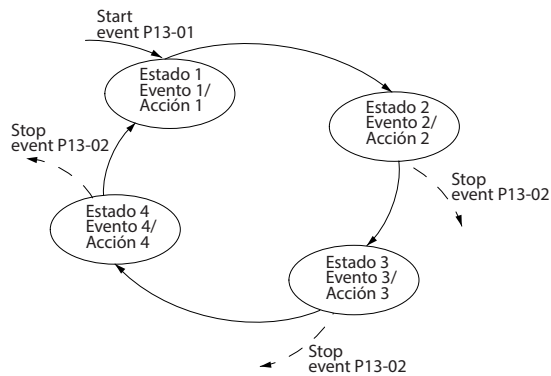 Start
event P13-01
Estado 1
Evento 1/
Acción 1
Estado 2
Evento 2/
Acción 2
Stop
event P13-02
Stop
event P13-02
Estado 4
Evento 4/
Acción 4
Estado 3
Evento 3/
Acción 3
Stop
event P13-02